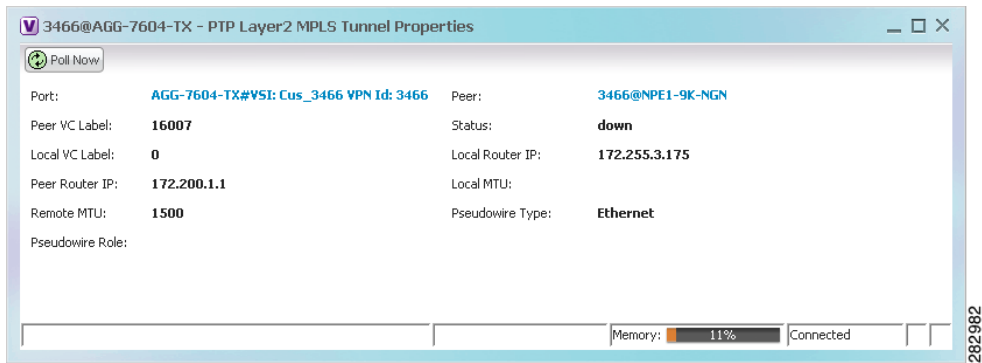 3466@AGG-7604-TX - PTP Layer2 MPLS Tunnel Properties
Poll Now
Port: AGG-7604-TX#VSI: Cus_3466 VPN Id: 3466 Peer: 3466@NPE1-9K-NGN
Peer VC Label: 16007 Status: down
Local VC Label: 0 Local Router IP: 172.255.3.175
Peer Router IP: 172.200.1.1 Local MTU:
Remote MTU: 1500 Pseudowire Type: Ethernet
Pseudowire Role:
Memory: 11% Connected
282982